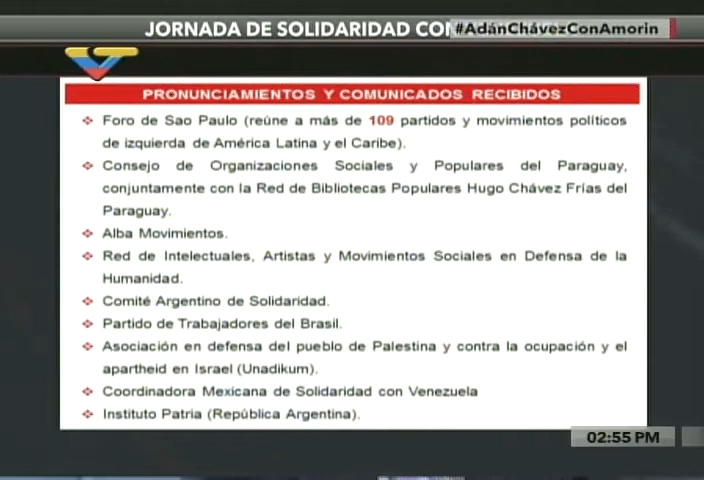 JORNADA DE SOLIDARIDAD CON
#AdánChávezConAmorin
PRONUNCIAMIENTOS Y COMUNICADOS RECIBIDOS
❖ Foro de Sao Paulo (reúne a más de 109 partidos y movimientos políticos
de izquierda de América Latina y el Caribe).
❖ Consejo de Organizaciones Sociales y Populares del Paraguay,
conjuntamente con la Red de Bibliotecas Populares Hugo Chávez Frías del
Paraguay.
❖ Alba Movimientos.
❖ Red de Intelectuales, Artistas y Movimientos Sociales en Defensa de la
Humanidad.
❖ Comité Argentino de Solidaridad.
❖ Partido de Trabajadores del Brasil.
❖ Asociación en defensa del pueblo de Palestina y contra la ocupación y el
apartheid en Israel (Unadikum).
❖ Coordinadora Mexicana de Solidaridad con Venezuela
❖ Instituto Patria (República Argentina).
02:55 PM